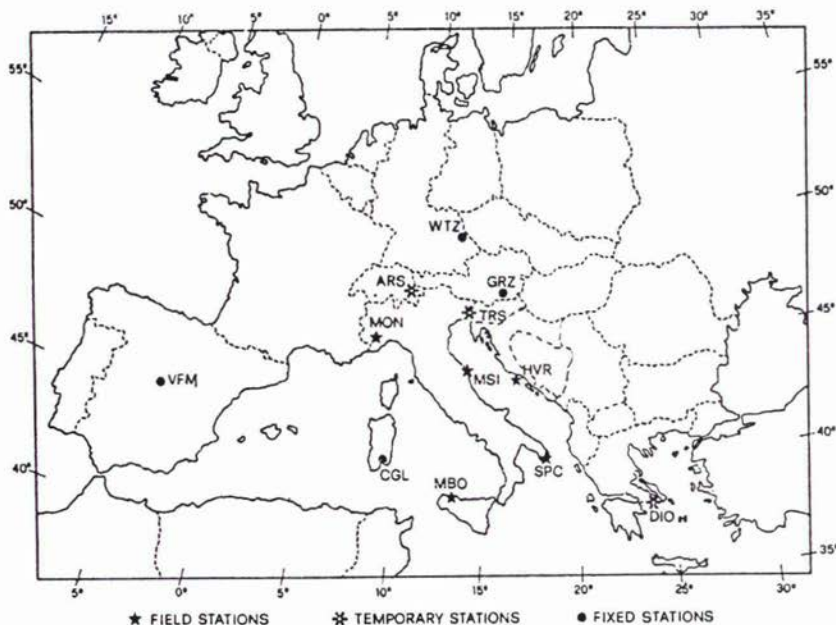 15° 10° 5° 0° 5° 10° 15° 20° 25° 30° 35°
55° 55°
50° 50°
WTZ
ARS GRZ
45° MON TRS 45°
VFM MSI HVR
40° CGL MBO SPC 40°
DIO
35°
5° 0° 5° 10° 15° 20° 25° 30°
FIELD STATIONS TEMPORARY STATIONS FIXED STATIONS